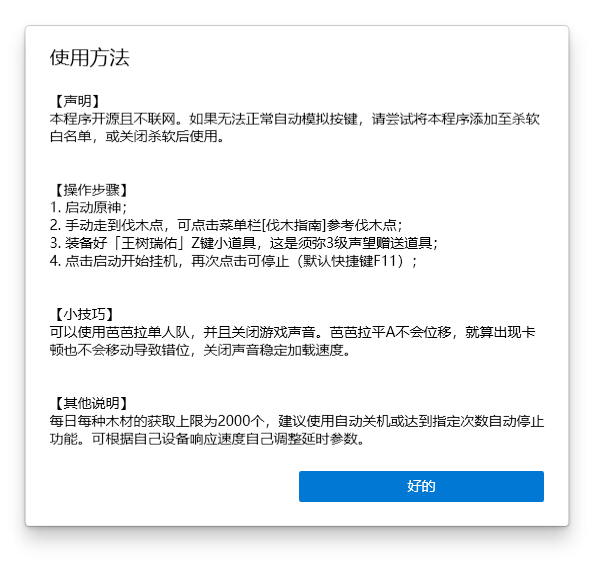 使用方法
【声明】
本程序开源且不联网。如果无法正常自动模拟按键，请尝试将本程序添加至杀软
白名单，或关闭杀软后使用。
【操作步骤】
1. 启动原神；
2. 手动走到伐木点，可点击菜单栏[伐木指南]参考伐木点；
3. 装备好「王树瑞佑」Z键小道具，这是须弥3级声望赠送道具；
4. 点击启动开始挂机，再次点击可停止（默认快捷键F11）；
【小技巧】
可以使用芭芭拉单人队，并且关闭游戏声音。芭芭拉平A不会位移，就算出现卡
顿也不会移动导致错位，关闭声音稳定加载速度。
【其他说明】
每日每种木材的获取上限为2000个，建议使用自动关机或达到指定次数自动停止
功能。可根据自己设备响应速度自己调整延时参数。
好的